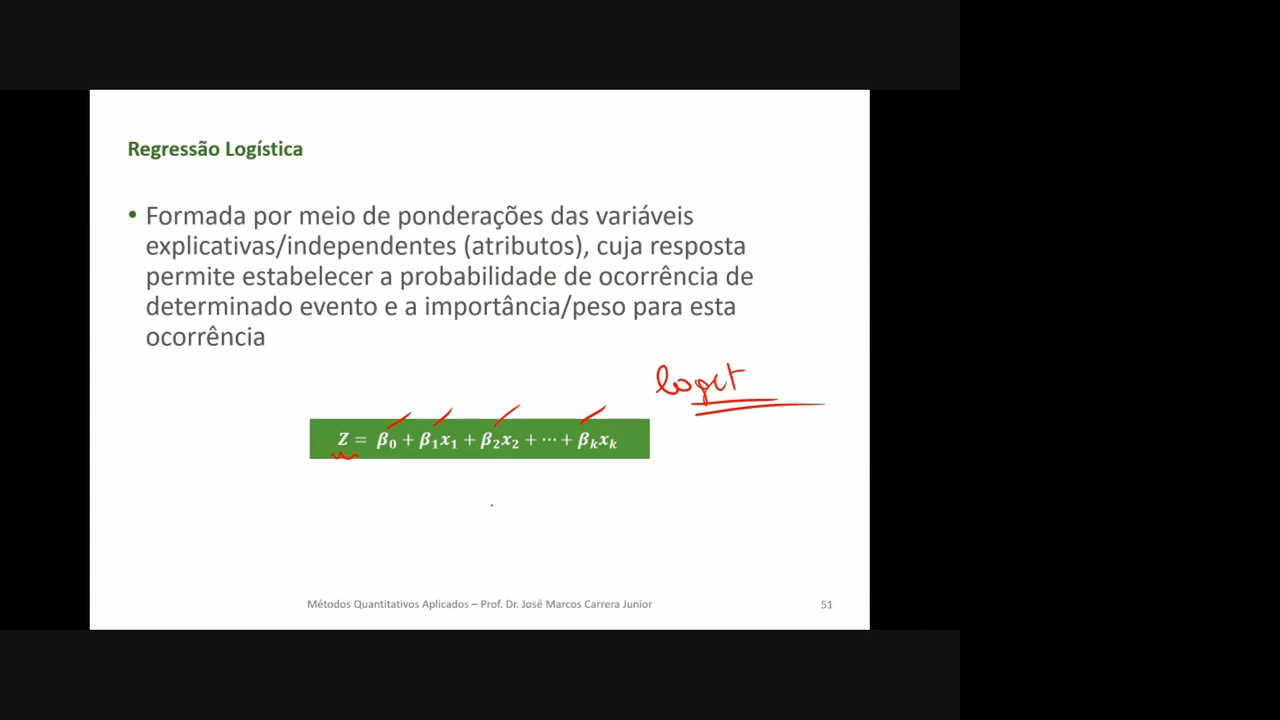 Regressão Logística
• Formada por meio de ponderações das variáveis
explicativas/independentes (atributos), cuja resposta
permite estabelecer a probabilidade de ocorrência de
determinado evento e a importância/peso para esta
ocorrência
logit
Z = β₀ + β₁x₁ + β₂x₂ + ⋯ + βₖxₖ
Métodos Quantitativos Aplicados – Prof. Dr. José Marcos Carrera Junior
51